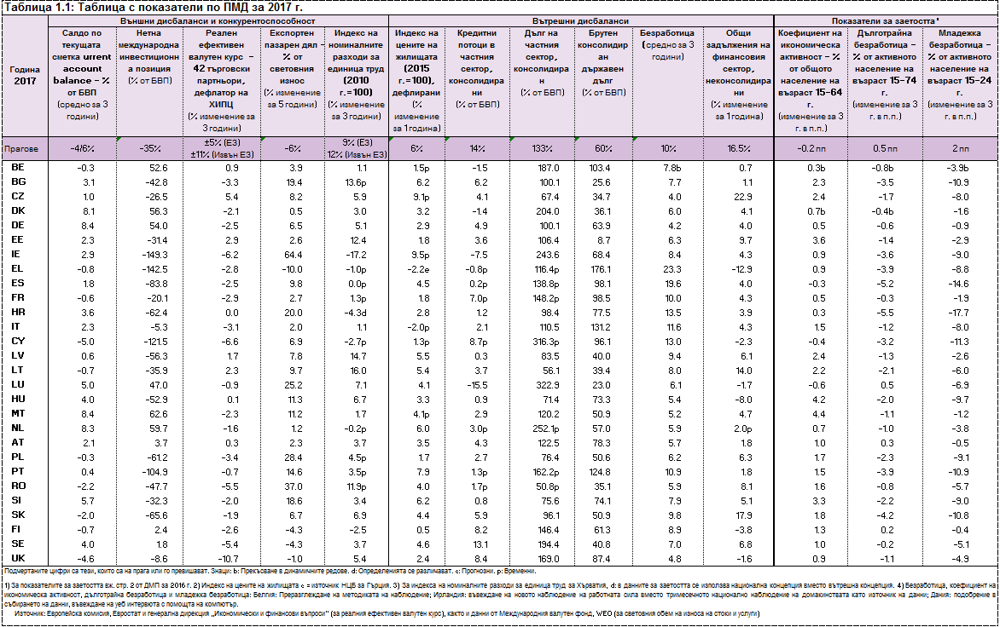 Таблица 1.1: Таблица с показатели по ПМД за 2017 г.
Външни дисбаланси и конкурентоспособност Вътрешни дисбаланси Показатели за заетостта¹
Година 2017 Салдо по текущата сметка urrent account balance – % от БВП (средно за 3 години) Нетна международна инвестиционна позиция (% от БВП) Реален ефективен валутен курс – 42 търговски партньори, дефлатор на ХИПЦ (% изменение за 3 години) Експортен пазарен дял – % от световния износ (% изменение за 5 години) Индекс на номиналните разходи за единица труд (2010 г.=100) (% изменение за 3 години) Индекс на цените на жилищата (2015 г.=100), дефлирани (% изменение за 1година) Кредитни потоци в частния сектор, консолидирани (% от БВП) Дълг на частния сектор, консолидиран (% от БВП) Брутен консолидиран държавен дълг (% от БВП) Безработица (средно за 3 години) Общи задължения на финансовия сектор, неконсолидирани (% изменение за 1 година) Коефициент на икономическа активност – % от общото население на възраст 15–64 г. (изменение за 3 г. в п.п.) Дълготрайна безработица – % от активното население на възраст 15–74 г. (изменение за 3 г. в п.п.) Младежка безработица – % от активното население на възраст 15–24 г. (изменение за 3 г. в п.п.)
Прагове –4/6% –35% ±5% (ЕЗ) ±11% (Извън ЕЗ) –6% 9% (ЕЗ) 12% (Извън ЕЗ) 6% 14% 133% 60% 10% 16.5% –0.2 пп 0.5 пп 2 пп
BE –0.3 52.6 0.9 3.9 1.1 1.5p –1.5 187.0 103.4 7.8b 0.7 0.3b –0.8b –3.9b
BG 3.1 –42.8 –3.3 19.4 13.6p 6.2 6.2 100.1 25.6 7.7 1.1 2.3 –3.5 –10.9
CZ 1.0 –26.5 5.4 8.2 5.9 9.1p 4.1 67.4 34.7 4.0 22.9 2.4 –1.7 –8.0
DK 8.1 56.3 –2.1 0.5 3.0 3.2 –1.4 204.0 36.1 6.0 4.1 0.7b –0.4b –1.6
DE 8.4 54.0 –2.5 6.5 5.1 2.9 4.9 100.1 63.9 4.2 4.0 0.5 –0.6 –0.9
EE 2.3 –31.4 2.9 2.6 12.4 1.8 3.6 106.4 8.7 6.3 9.7 3.6 –1.4 –2.9
IE 2.9 –149.3 –6.2 64.4 –17.2 9.5p –7.5 243.6 68.4 8.4 4.3 0.9 –3.6 –9.0
EL –0.8 –142.5 –2.8 –10.0 –1.0p –2.2e –0.8p 116.4p 176.1 23.3 –12.9 0.9 –3.9 –8.8
ES 1.8 –83.8 –2.5 9.8 0.0p 4.5 0.2p 138.8p 98.1 19.6 4.0 –0.3 –5.2 –14.6
FR –0.6 –20.1 –2.9 2.7 1.3p 1.8 7.0p 148.2p 98.5 10.0 4.3 0.5 –0.3 –1.9
HR 3.6 –62.4 0.0 20.0 –4.3d 2.8 1.2 98.4 77.5 13.5 3.9 0.3 –5.5 –17.7
IT 2.3 –5.3 –3.1 2.0 1.1 –2.0p 2.1 110.5 131.2 11.6 4.3 1.5 –1.2 –8.0
CY –5.0 –121.5 –6.6 6.9 –2.7p 1.3p 8.7p 316.3p 96.1 13.0 –2.3 –0.4 –3.2 –11.3
LV 0.6 –56.3 1.7 7.8 14.7 5.5 0.3 83.5 40.0 9.4 6.1 2.4 –1.3 –2.6
LT –0.7 –35.9 2.3 9.7 16.0 5.4 3.7 56.1 39.4 8.0 14.0 2.2 –2.1 –6.0
LU 5.0 47.0 –0.9 25.2 7.1 4.1 –15.5 322.9 23.0 6.1 –1.7 –0.6 0.5 –6.9
HU 4.0 –52.9 0.1 11.3 6.7 3.3 0.9 71.4 73.3 5.4 –8.0 4.2 –2.0 –9.7
MT 8.4 62.6 –2.3 11.2 1.7 4.1p 2.9 120.2 50.9 5.2 4.7 4.4 –1.1 –1.2
NL 8.3 59.7 –1.6 1.2 –0.2p 6.0 3.0p 252.1p 57.0 5.9 2.0p 0.7 –1.0 –3.8
AT 2.1 3.7 0.3 2.3 3.7 3.5 4.3 122.5 78.3 5.7 1.8 1.0 0.3 –0.5
PL –0.3 –61.2 –3.4 28.4 4.5p 1.7 2.7 76.4 50.6 6.2 6.3 1.7 –2.3 –9.1
PT 0.4 –104.9 –0.7 14.6 3.5p 7.9 1.3p 162.2p 124.8 10.9 1.8 1.5 –3.9 –10.9
RO –2.2 –47.7 –5.5 37.0 11.9p 4.0 1.7p 50.8p 35.1 5.9 8.1 1.6 –0.8 –5.7
SI 5.7 –32.3 –2.0 18.6 3.4 6.2 0.8 75.6 74.1 7.9 5.1 3.3 –2.2 –9.0
SK –2.0 –65.6 –1.9 6.7 6.9 4.4 5.9 96.1 50.9 9.8 17.9 1.8 –4.2 –10.8
FI –0.7 2.4 –2.6 –4.3 –2.5 0.5 8.2 146.4 61.3 8.9 –3.8 1.3 0.2 –0.4
SE 4.0 1.8 –5.4 –4.3 3.7 4.6 13.1 194.4 40.8 7.0 6.8 1.0 –0.2 –5.1
UK –4.6 –8.6 –10.7 –1.0 5.4 2.4 8.4 169.0 87.4 4.8 –1.6 0.9 –1.1 –4.9
Подчертаните цифри са тези, които са на прага или го превишават. Знаци: b: Прекъсване в динамичните редове. d: Определенията се различават. e: Прогнозни. p: Временни.
1) За показателите за заетостта вж. стр. 2 от ДМП за 2016 г. 2) Индекс на цените на жилищата e = източник НЦБ за Гърция. 3) За индекса на номиналните разходи за единица труд за Хърватия, d: в данните за заетостта се използва национална концепция вместо вътрешна концепция. 4) Безработица, коефициент на
икономическа активност, дълготрайна безработица и младежка безработица: Белгия: Преразглеждане на методиката на наблюдение; Ирландия: въвеждане на новото наблюдение на работната сила вместо тримесечното национално наблюдение на домакинствата като източник на данни; Дания: подобрение в
събирането на данни, въвеждане на уеб интервюта с помощта на компютър.
Източник: Европейска комисия, Евростат и генерална дирекция „Икономически и финансови въпроси" (за реалния ефективен валутен курс), както и данни от Международния валутен фонд, WEO (за световния обем на износа на стоки и услуги)